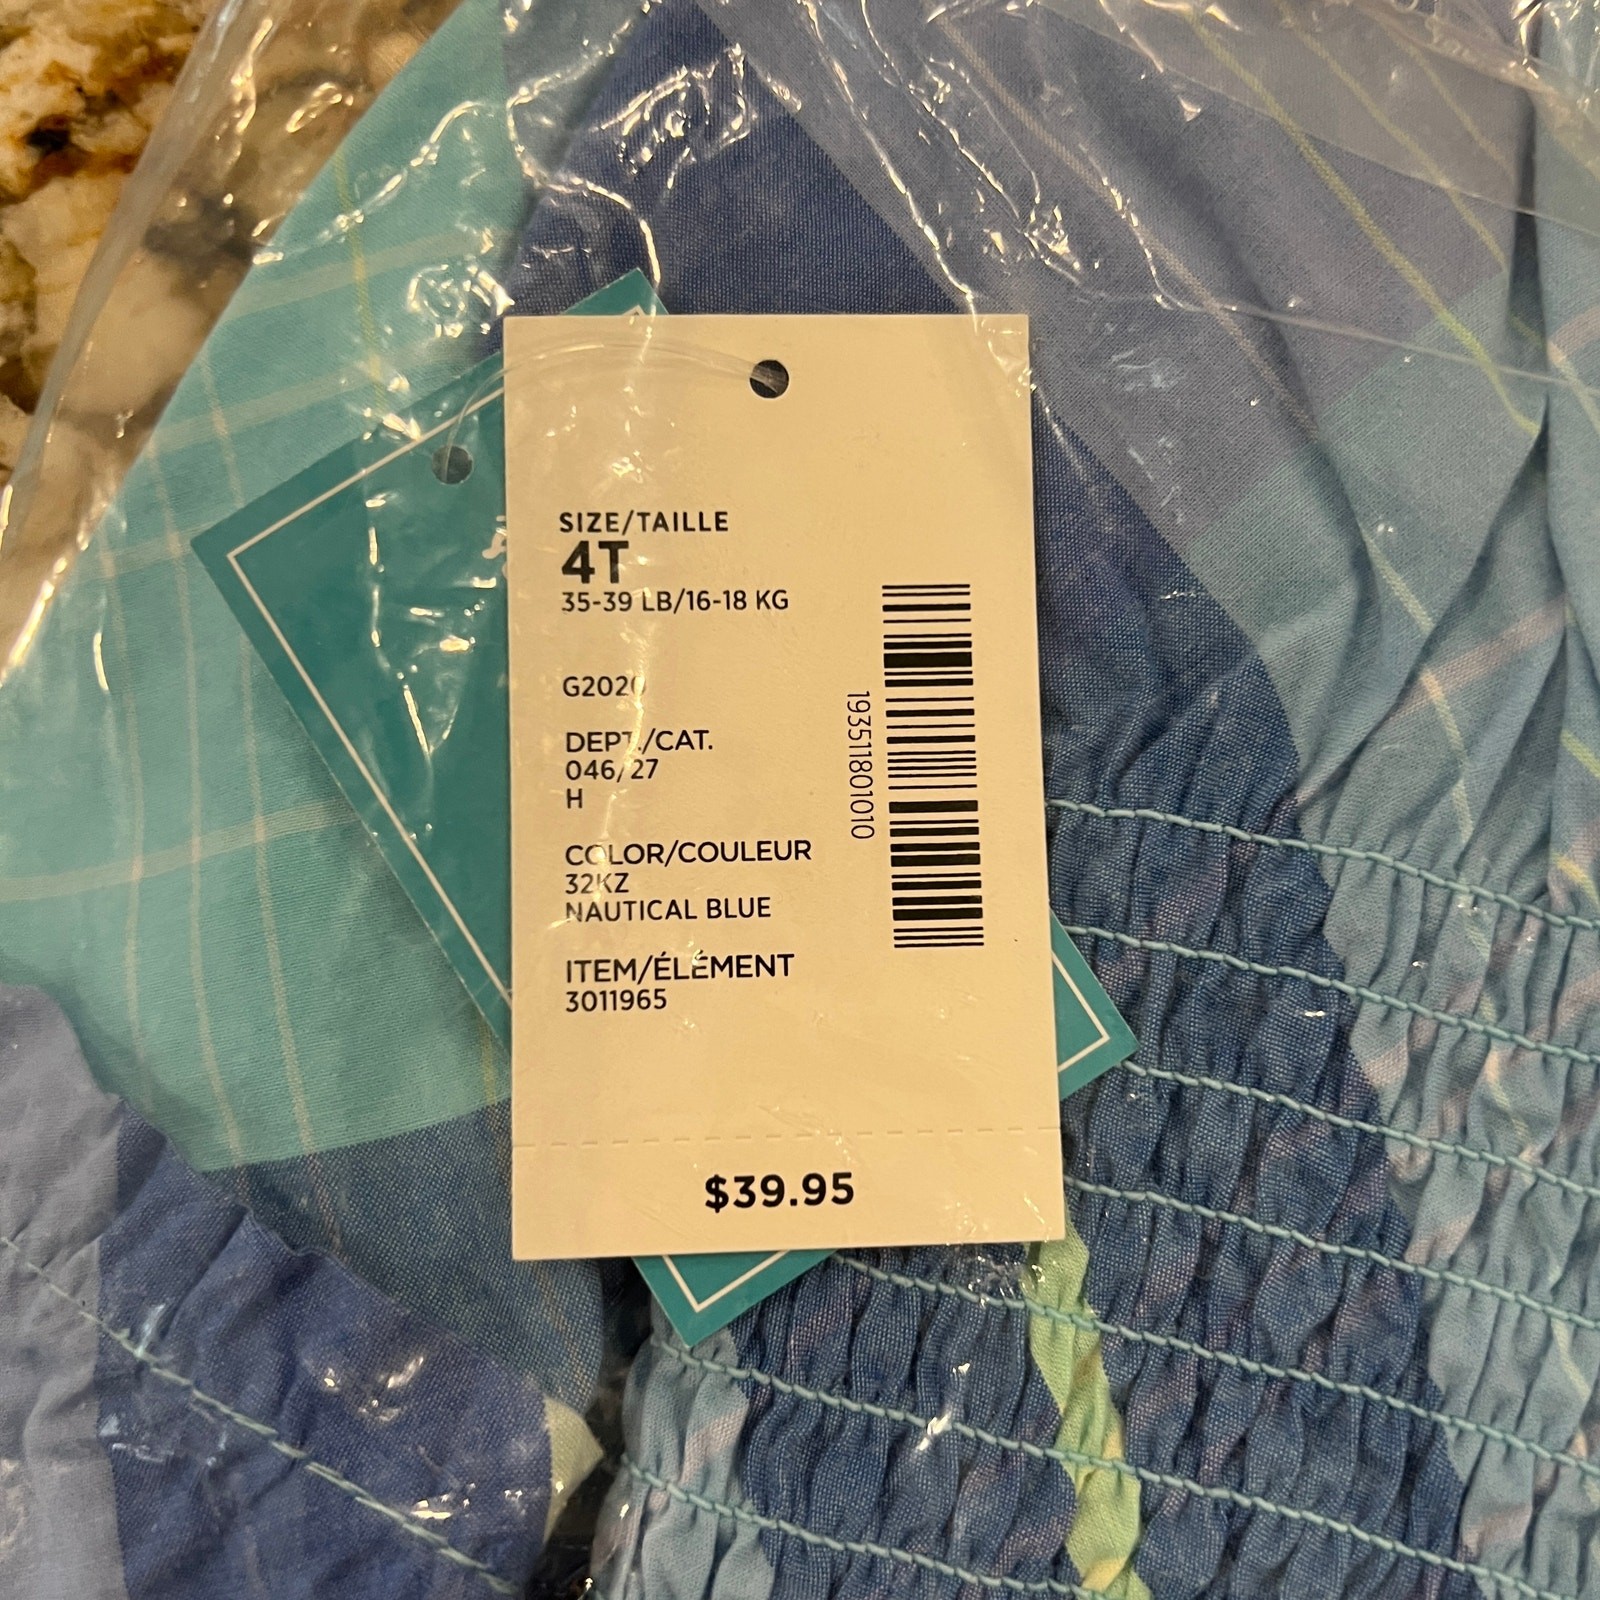 SIZE/TAILLE
4T
35-39 LB/16-18 KG
G2020
DEPT./CAT.
046/27
H
COLOR/COULEUR
32KZ
NAUTICAL BLUE
ITEM/ÉLÉMENT
3011965
193511801010
$39.95